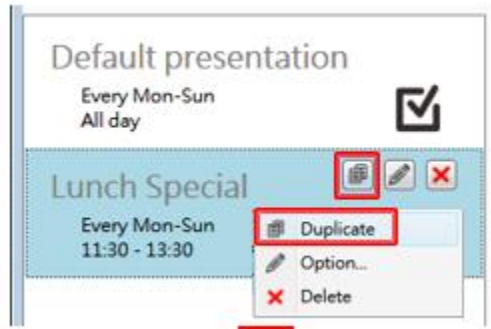 Default presentation
Every Mon-Sun
All day
Lunch Special
Every Mon-Sun
11:30 - 13:30
Duplicate
Option...
Delete